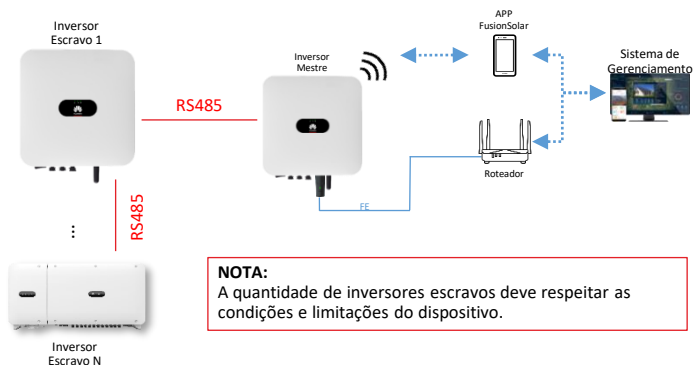 Inversor
Escravo 1
RS485
Inversor
Mestre
APP
FusionSolar
Sistema de
Gerenciamento
Roteador
FE
RS485
...
Inversor
Escravo N
NOTA:
A quantidade de inversores escravos deve respeitar as
condições e limitações do dispositivo.